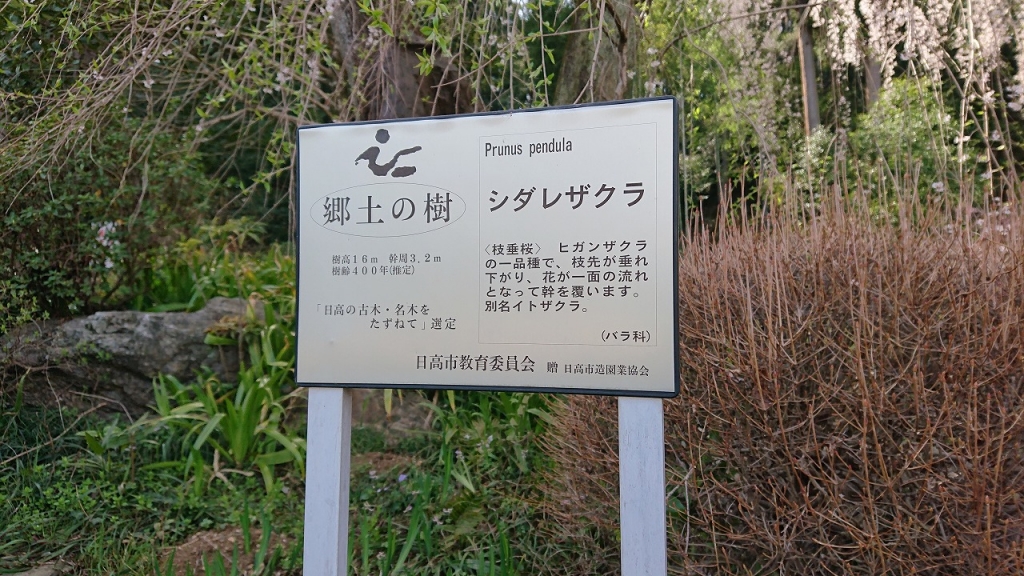 郷土の樹
樹高16m 幹周3.2m
樹齢400年(推定)
「日高の古木・名木を
たずねて」選定
Prunus pendula
シダレザクラ
〈枝垂桜〉 ヒガンザクラ
の一品種で、枝先が垂れ
下がり、花が一面の流れ
となって幹を覆います。
別名イトザクラ。
(バラ科)
日高市教育委員会 贈 日高市造園業協会